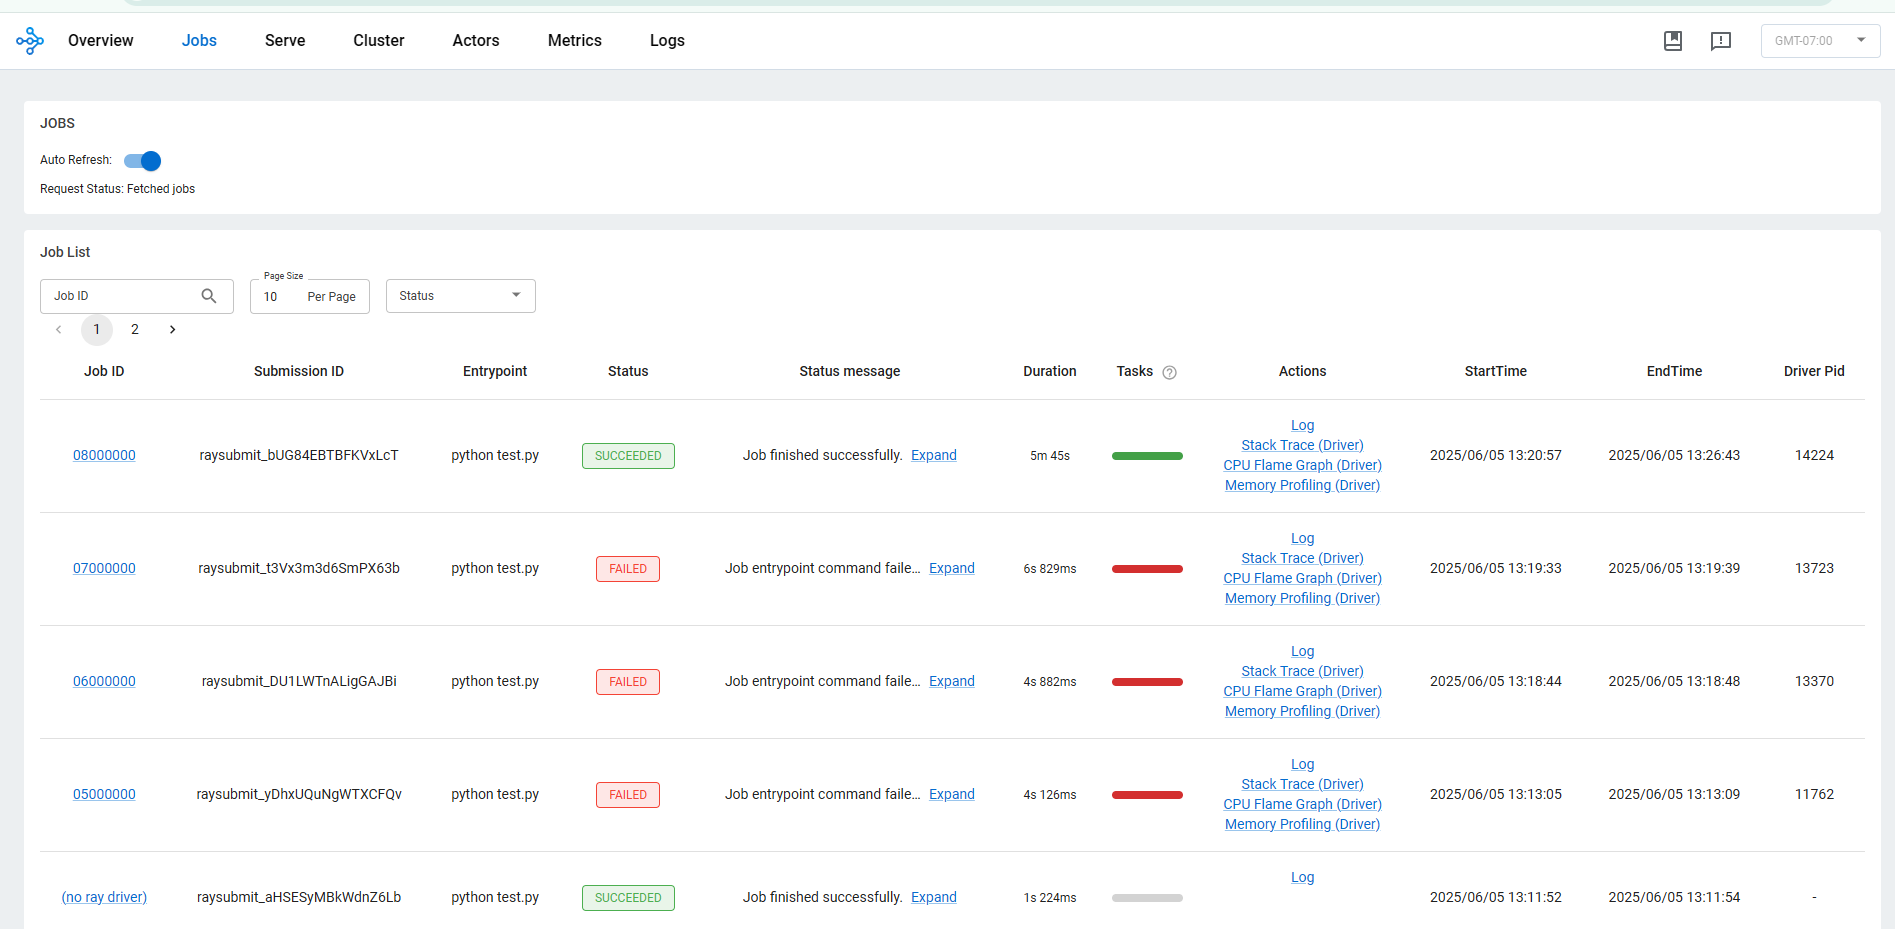 Overview Jobs Serve Cluster Actors Metrics Logs GMT-07:00
JOBS
Auto Refresh:
Request Status: Fetched jobs
Job List
Page Size
Job ID 10 Per Page Status
1 2
Job ID Submission ID Entrypoint Status Status message Duration Tasks Actions StartTime EndTime Driver Pid
Log
Stack Trace (Driver)
08000000 raysubmit_bUG84EBTBFKVxLcT python test.py SUCCEEDED Job finished successfully. Expand 5m 45s 2025/06/05 13:20:57 2025/06/05 13:26:43 14224
CPU Flame Graph (Driver)
Memory Profiling (Driver)
Log
Stack Trace (Driver)
07000000 raysubmit_t3Vx3m3d6SmPX63b python test.py FAILED Job entrypoint command faile... Expand 6s 829ms 2025/06/05 13:19:33 2025/06/05 13:19:39 13723
CPU Flame Graph (Driver)
Memory Profiling (Driver)
Log
Stack Trace (Driver)
06000000 raysubmit_DU1LWTnALigGAJBi python test.py FAILED Job entrypoint command faile... Expand 4s 882ms 2025/06/05 13:18:44 2025/06/05 13:18:48 13370
CPU Flame Graph (Driver)
Memory Profiling (Driver)
Log
Stack Trace (Driver)
05000000 raysubmit_yDhxUQuNgWTXCFQv python test.py FAILED Job entrypoint command faile... Expand 4s 126ms 2025/06/05 13:13:05 2025/06/05 13:13:09 11762
CPU Flame Graph (Driver)
Memory Profiling (Driver)
Log
(no ray driver) raysubmit_aHSESyMBkWdnZ6Lb python test.py SUCCEEDED Job finished successfully. Expand 1s 224ms 2025/06/05 13:11:52 2025/06/05 13:11:54 -